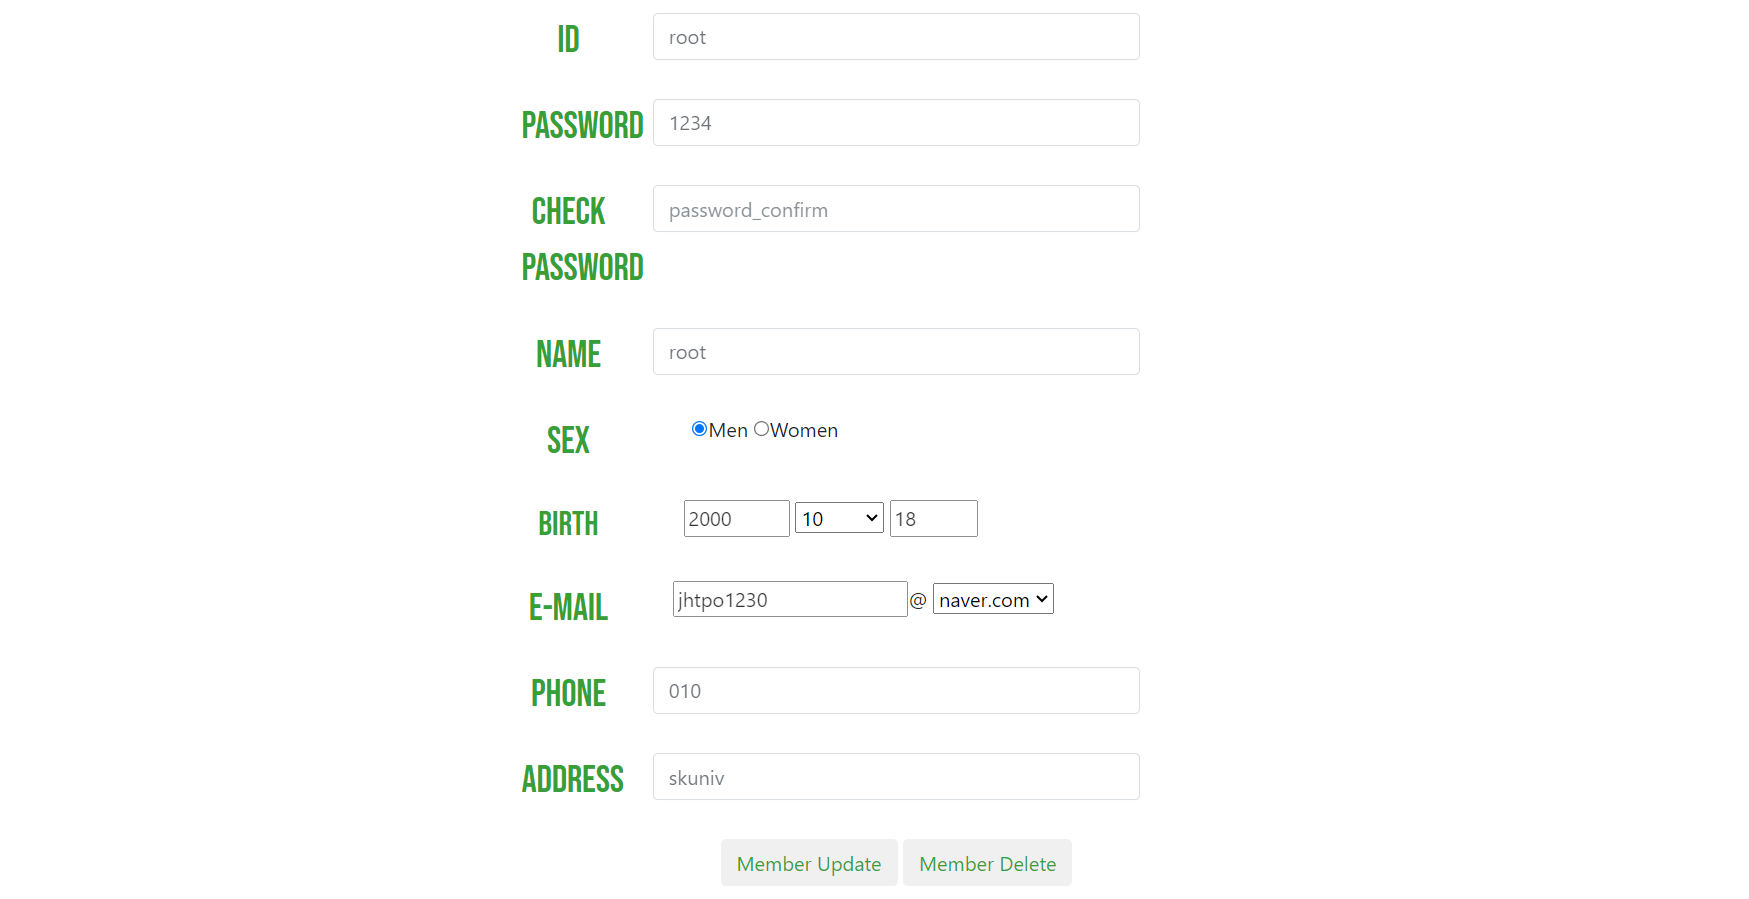 ID root
PASSWORD 1234
CHECK password_confirm
PASSWORD
NAME root
SEX Men Women
BIRTH 2000 10 18
E-MAIL jhtpo1230 @ naver.com
PHONE 010
ADDRESS skuniv
Member Update Member Delete